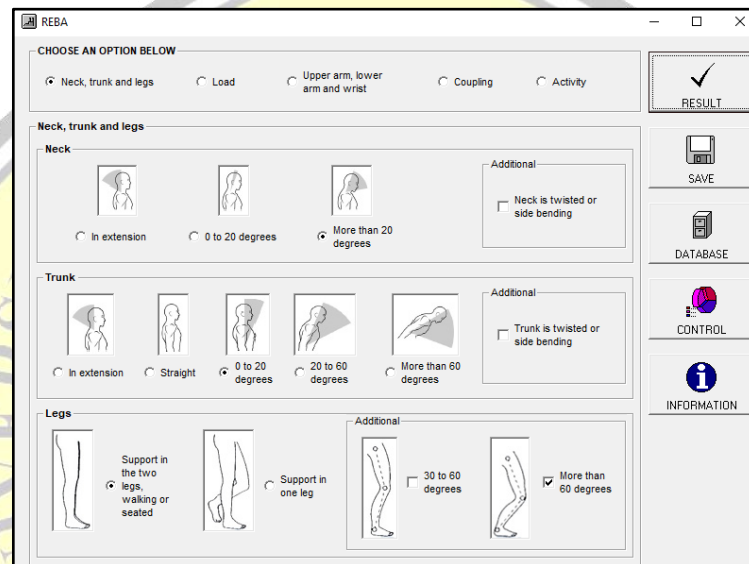 REBA
CHOOSE AN OPTION BELOW
Neck, trunk and legs
Load
Upper arm, lower
arm and wrist
Coupling
Activity
RESULT
SAVE
DATABASE
CONTROL
INFORMATION
Neck, trunk and legs
Neck
In extension
0 to 20 degrees
More than 20
degrees
Additional
Neck is twisted or
side bending
Trunk
In extension
Straight
0 to 20
degrees
20 to 60
degrees
More than 60
degrees
Additional
Trunk is twisted or
side bending
Legs
Support in
the two
legs,
walking or
seated
Support in
one leg
Additional
30 to 60
degrees
More than
60 degrees